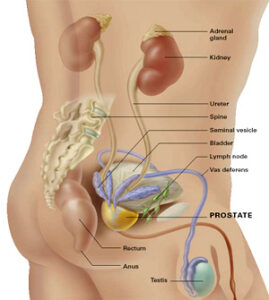 Adrenal
gland
Kidney
Ureter
Spine
Seminal vesicle
Bladder
Lymph node
Vas deferens
PROSTATE
Rectum
Anus
Testis